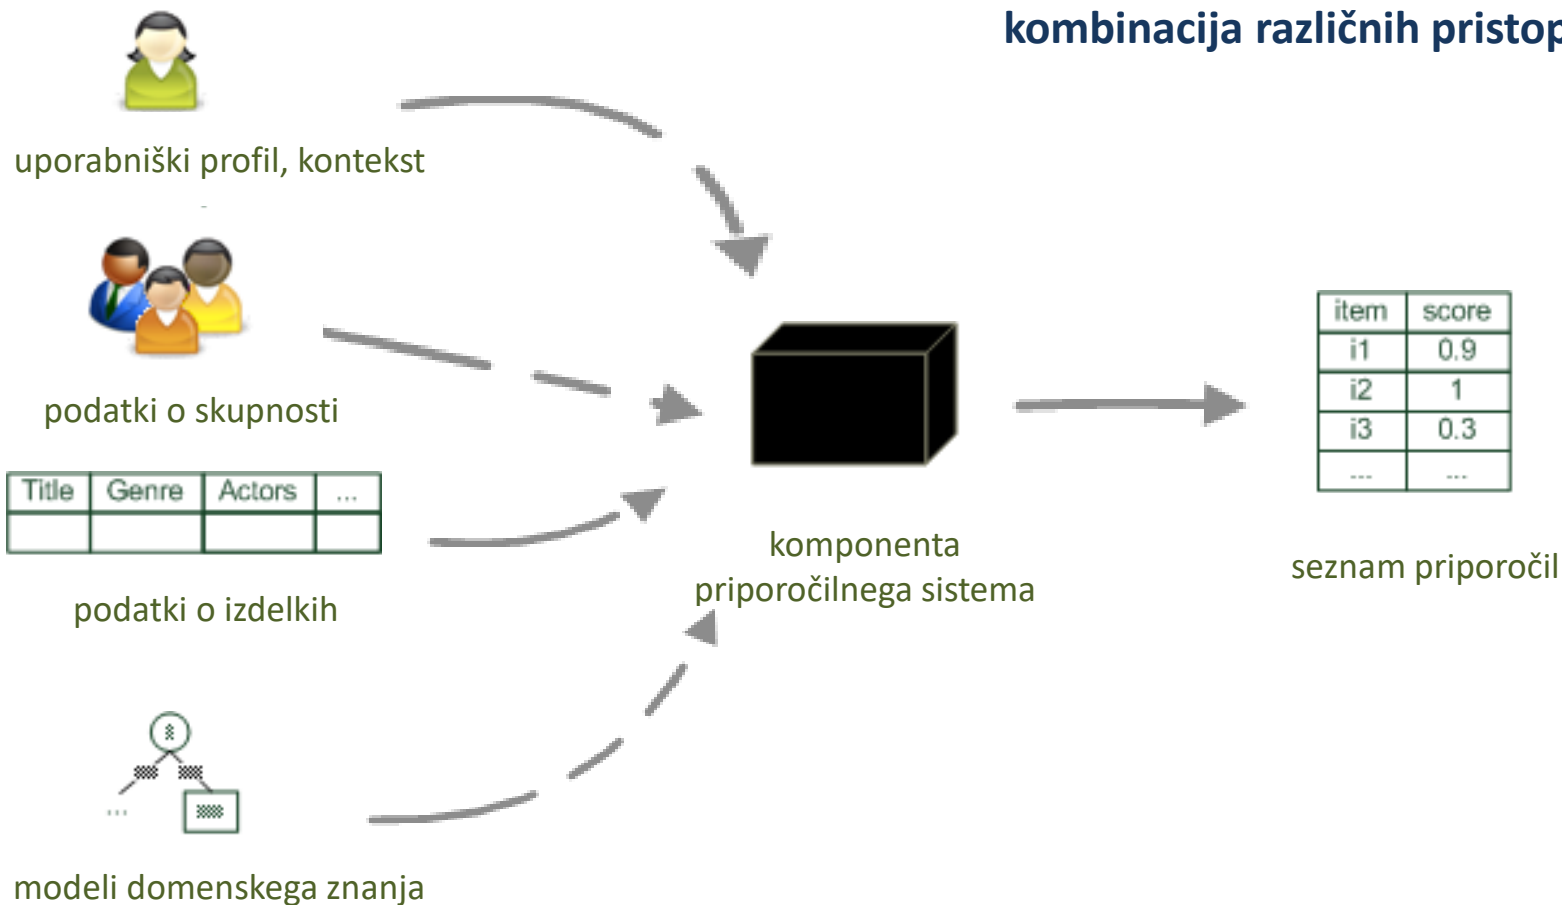 kombinacija različnih pristop
uporabniški profil, kontekst
podatki o skupnosti
Title Genre Actors ...
podatki o izdelkih
modeli domenskega znanja
komponenta
priporočilnega sistema
item score
i1 0.9
i2 1
i3 0.3
... ...
seznam priporočil